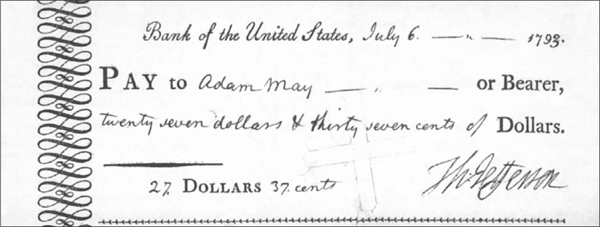 Bank of the United States, July 6 — " — 1793.
PAY to Adam May — " — or Bearer,
twenty seven dollars & thirty seven cents of Dollars.
27 DOLLARS 37. cents
Th: Jefferson